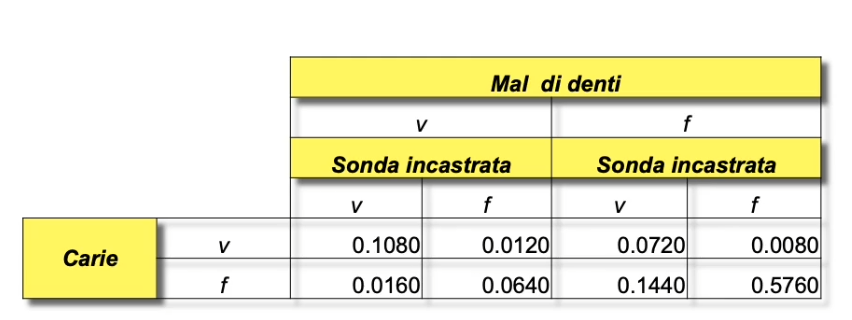 Mal di denti
v f
Sonda incastrata Sonda incastrata
v f v f
Carie v 0.1080 0.0120 0.0720 0.0080
f 0.0160 0.0640 0.1440 0.5760